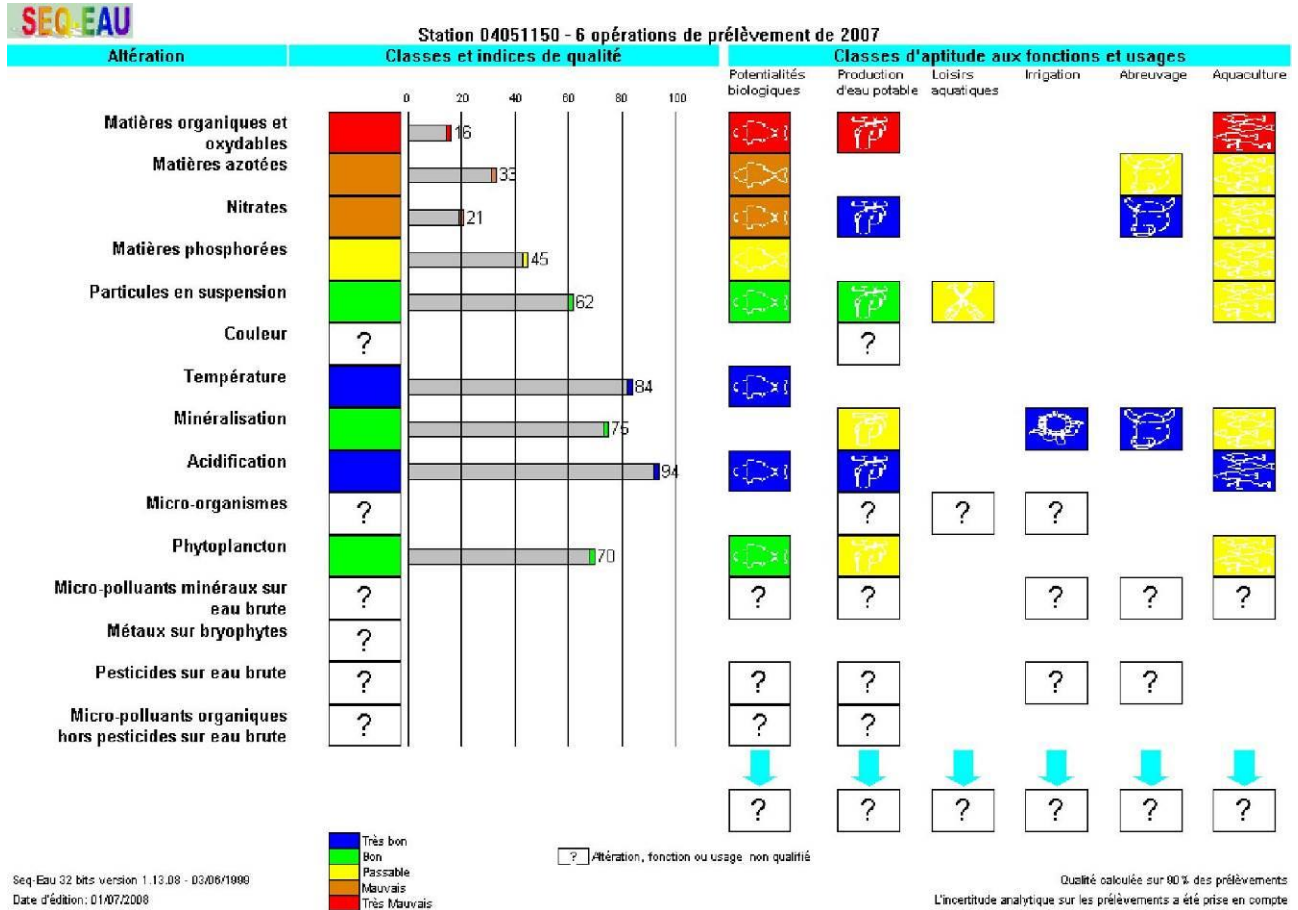 SEQ-EAU
Station 04051150 - 6 opérations de prélèvement de 2007
Altération
Classes et indices de qualité
Classes d'aptitude aux fonctions et usages
Potentialités biologiques
Production d'eau potable
Loisirs aquatiques
Irrigation
Abreuvage
Aquaculture
0 20 40 60 80 100
Matières organiques et
oxydables
16
Matières azotées
33
Nitrates
21
Matières phosphorées
45
Particules en suspension
62
Couleur
? ?
Température
84
Minéralisation
75
Acidification
94
Micro-organismes
? ? ? ?
Phytoplancton
70
Micro-polluants minéraux sur
eau brute
? ? ? ? ? ?
Métaux sur bryophytes
?
Pesticides sur eau brute
? ? ? ? ?
Micro-polluants organiques
hors pesticides sur eau brute
? ? ?
? ? ? ? ? ?
Très bon
Bon
Passable
Mauvais
Très Mauvais
? Altération, fonction ou usage non qualifié
Seq-Eau 32 bits version 1.13.08 - 03/06/1999
Date d'édition: 01/07/2008
Qualité calculée sur 90 % des prélèvements
L'incertitude analytique sur les prélèvements a été prise en compte